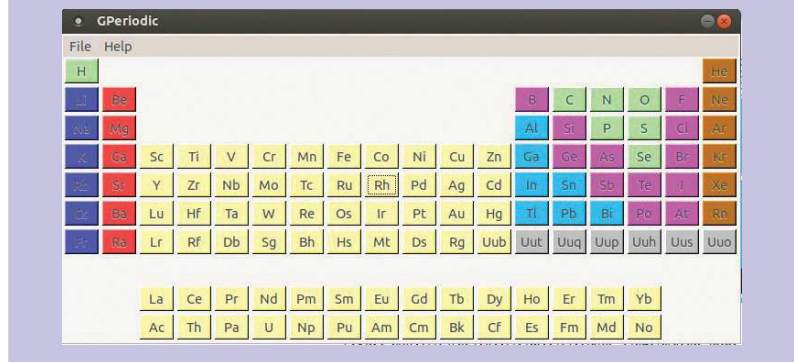 GPeriodic
File Help
H He
Li Be B C N O F Ne
Na Mg Al Si P S Cl Ar
K Ca Sc Ti V Cr Mn Fe Co Ni Cu Zn Ga Ge As Se Br Kr
Rb Sr Y Zr Nb Mo Tc Ru Rh Pd Ag Cd In Sn Sb Te I Xe
Cs Ba Lu Hf Ta W Re Os Ir Pt Au Hg Tl Pb Bi Po At Rn
Fr Ra Lr Rf Db Sg Bh Hs Mt Ds Rg Uub Uut Uuq Uup Uuh Uus Uuo
La Ce Pr Nd Pm Sm Eu Gd Tb Dy Ho Er Tm Yb
Ac Th Pa U Np Pu Am Cm Bk Cf Es Fm Md No